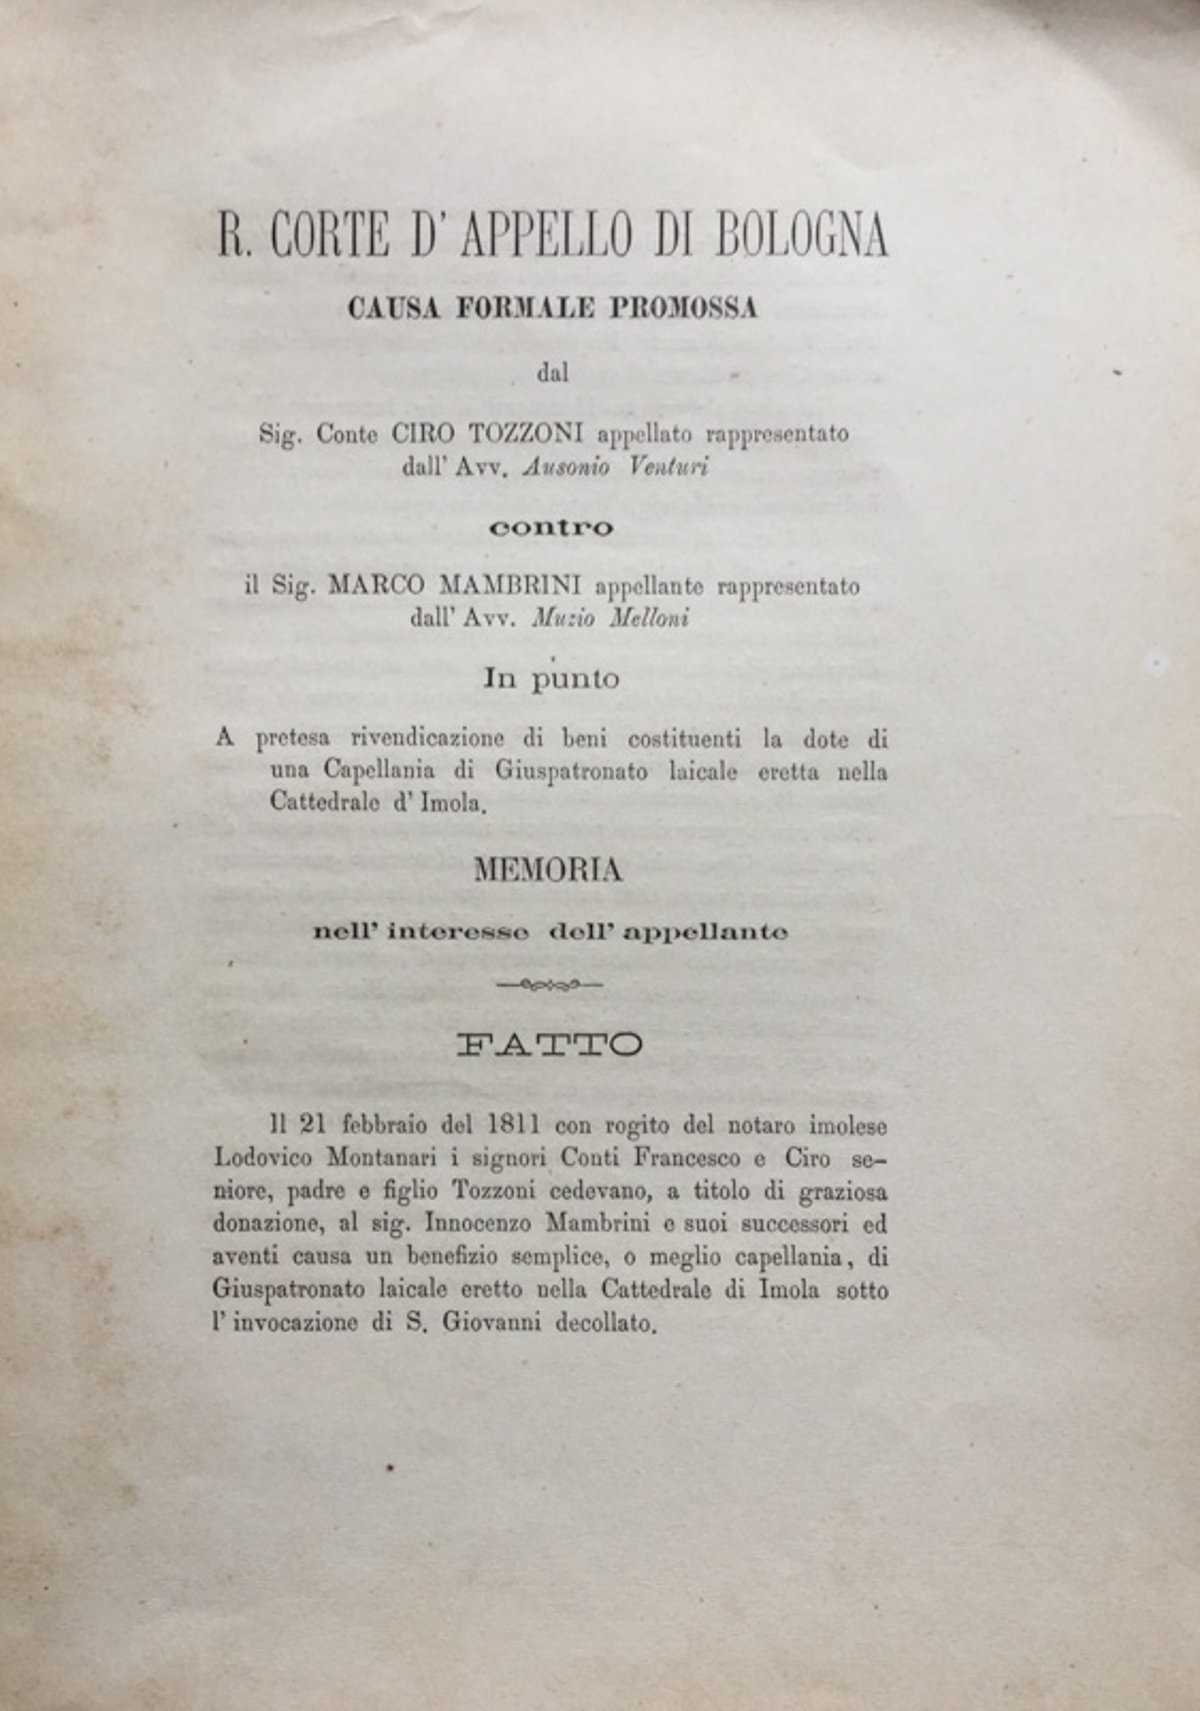 R. CORTE D' APPELLO DI BOLOGNA
CAUSA FORMALE PROMOSSA
dal
Sig. Conte CIRO TOZZONI appellato rappresentato
dall' Avv. Ausonio Venturi
contro
il Sig. MARCO MAMBRINI appellante rappresentato
dall' Avv. Muzio Melloni
In punto
A pretesa rivendicazione di beni costituenti la dote di
una Capellania di Giuspatronato laicale eretta nella
Cattedrale d' Imola.
MEMORIA
nell' interesse dell' appellante
FATTO
Il 21 febbraio del 1811 con rogito del notaro imolese
Lodovico Montanari i signori Conti Francesco e Ciro se-
niore, padre e figlio Tozzoni cedevano, a titolo di graziosa
donazione, al sig. Innocenzo Mambrini e suoi successori ed
aventi causa un benefizio semplice, o meglio capellania, di
Giuspatronato laicale eretto nella Cattedrale di Imola sotto
l' invocazione di S. Giovanni decollato.